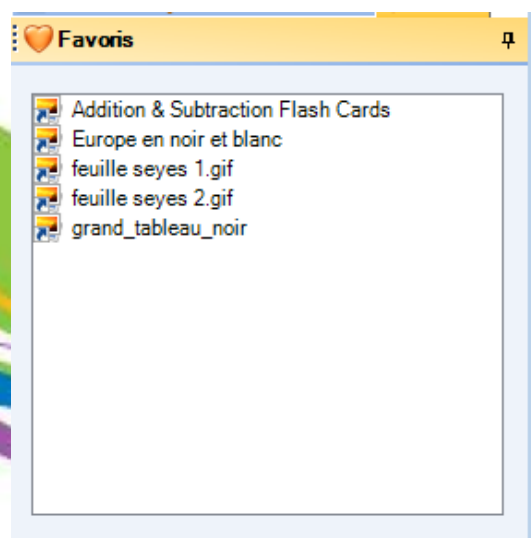 Favoris
Addition & Subtraction Flash Cards
Europe en noir et blanc
feuille seyes 1.gif
feuille seyes 2.gif
grand_tableau_noir